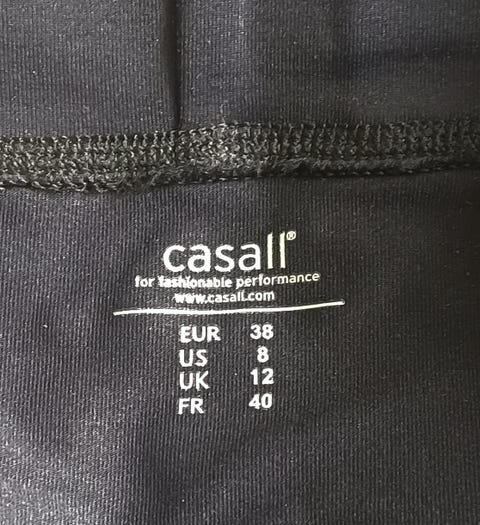 casall®
for fashionable performance
www.casall.com
EUR 38
US 8
UK 12
FR 40